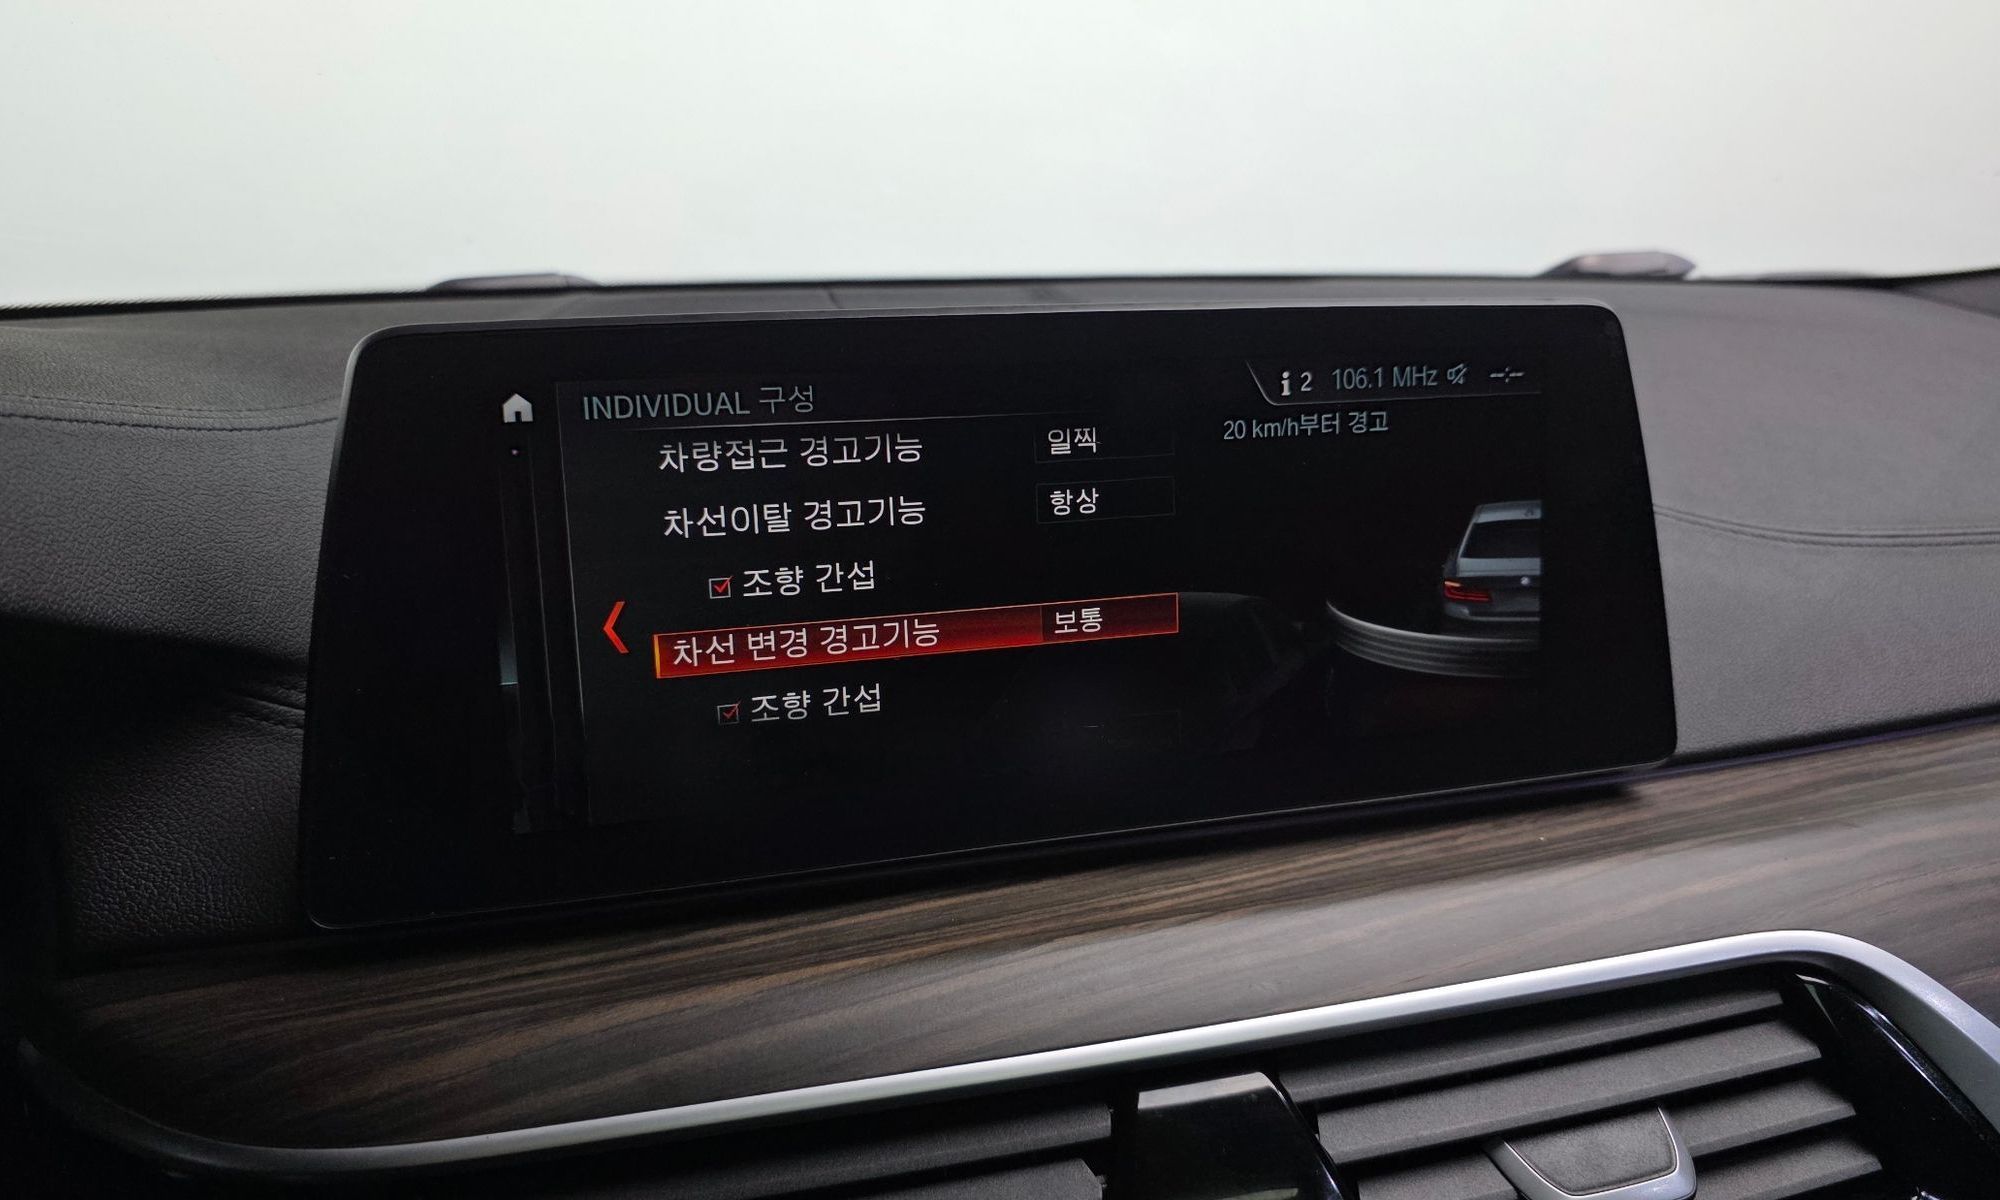 INDIVIDUAL 구성
i 2 106.1 MHz --:--
차량접근 경고기능 일찍
20 km/h부터 경고
차선이탈 경고기능 항상
조향 간섭
차선 변경 경고기능 보통
조향 간섭